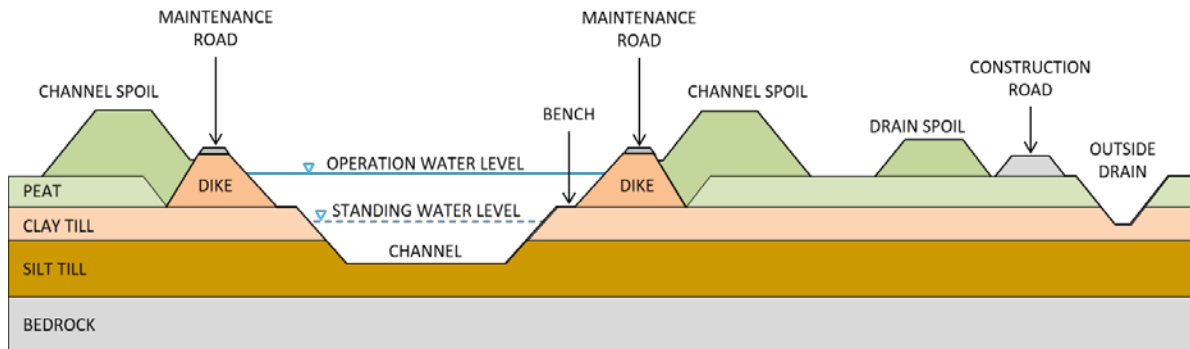 MAINTENANCE
ROAD
MAINTENANCE
ROAD
CHANNEL SPOIL
CHANNEL SPOIL
CONSTRUCTION
ROAD
BENCH
DRAIN SPOIL
OUTSIDE
DRAIN
OPERATION WATER LEVEL
PEAT
DIKE
DIKE
STANDING WATER LEVEL
CLAY TILL
CHANNEL
SILT TILL
BEDROCK